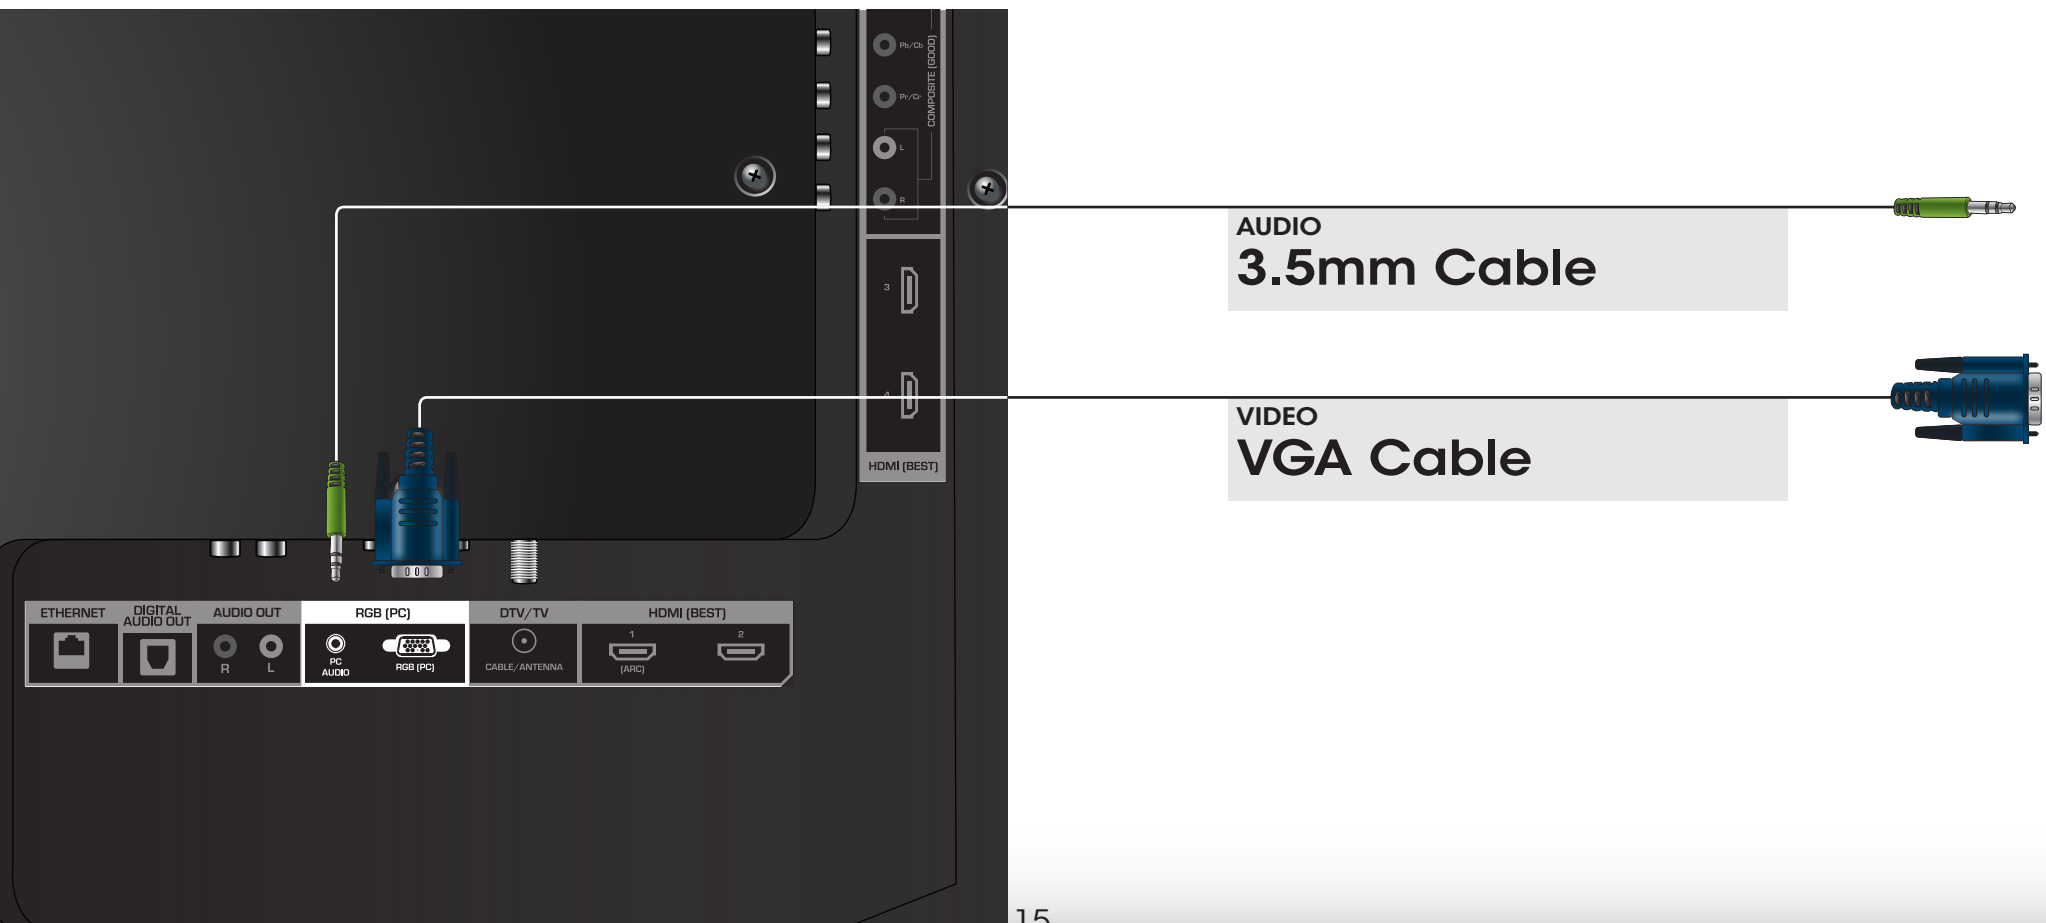 Pb/Cb
Pr/Cr
L
R
COMPOSITE (GOOD)
3
4
HDMI (BEST)
AUDIO
3.5mm Cable
VIDEO
VGA Cable
ETHERNET
DIGITAL
AUDIO OUT
R
L
AUDIO OUT
RGB (PC)
PC
AUDIO
RGB (PC)
DTV/TV
CABLE/ANTENNA
HDMI (BEST)
1
(ARC)
2
15